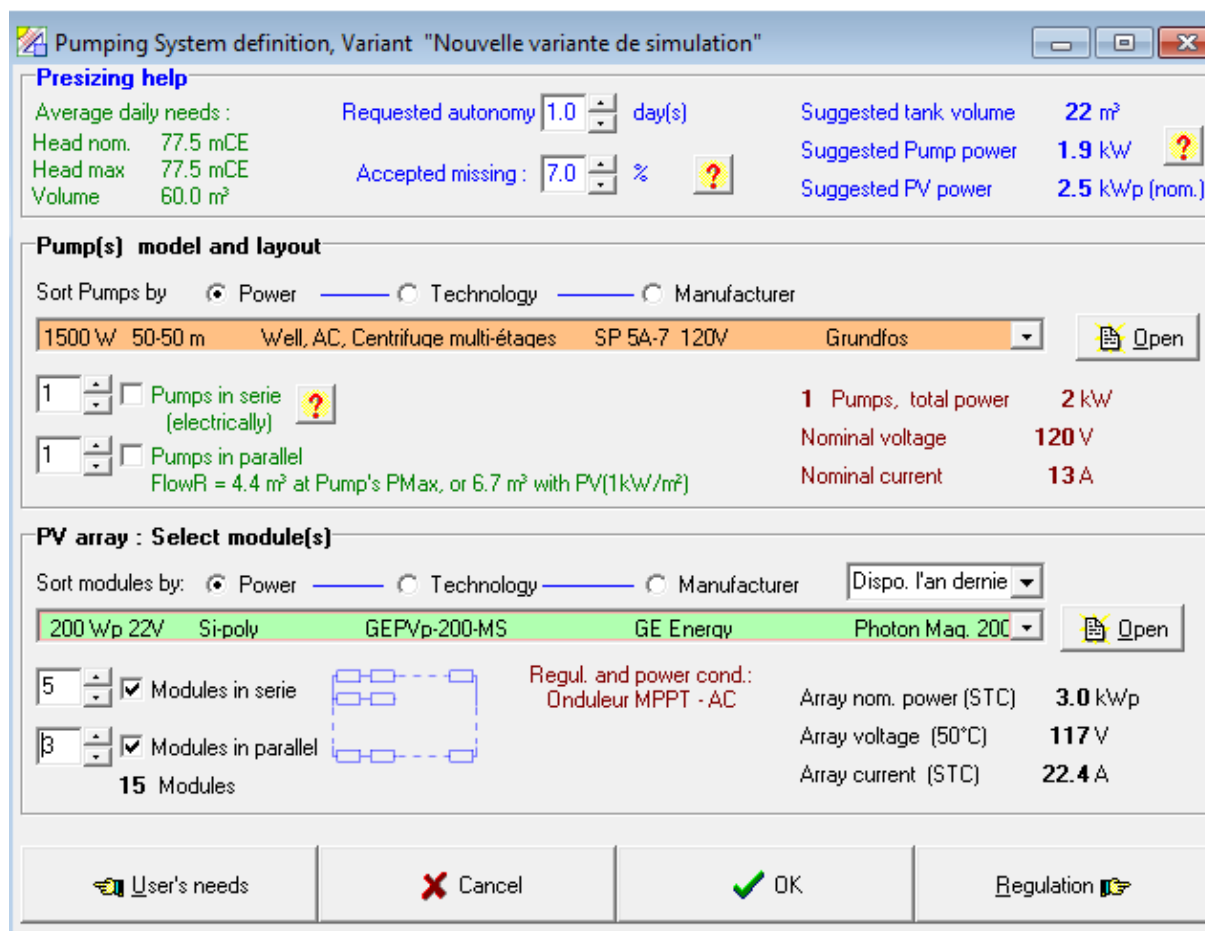 Pumping System definition, Variant "Nouvelle variante de simulation"
Presizing help
Average daily needs :
Head nom. 77.5 mCE
Head max 77.5 mCE
Volume 60.0 m³
Requested autonomy 1.0 day(s)
Accepted missing : 7.0 % ?
Suggested tank volume 22 m³
Suggested Pump power 1.9 kW ?
Suggested PV power 2.5 kWp (nom.)
Pump(s) model and layout
Sort Pumps by Power Technology Manufacturer
1500 W 50-50 m Well, AC, Centrifuge multi-étages SP 5A-7 120V Grundfos Open
1 Pumps in serie ?
(electrically)
1 Pumps in parallel
FlowR = 4.4 m³ at Pump's PMax, or 6.7 m³ with PV(1kW/m²)
1 Pumps, total power 2 kW
Nominal voltage 120 V
Nominal current 13 A
PV array : Select module(s)
Sort modules by: Power Technology Manufacturer Dispo. l'an dernie
200 Wp 22V Si-poly GEPVp-200-MS GE Energy Photon Mag. 200 Open
5 Modules in serie
3 Modules in parallel
15 Modules
Regul. and power cond.:
Onduleur MPPT - AC
Array nom. power (STC) 3.0 kWp
Array voltage (50°C) 117 V
Array current (STC) 22.4 A
User's needs Cancel OK Regulation